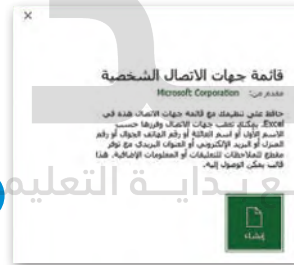 ×
قائمة جهات الاتصال الشخصية
مقدم من: Microsoft Corporation
حافظ على تنظيمك مع قائمة جهات الاتصال هذه في
Excel. يمكنك تعقب جهات الاتصال وفرزها حسب
الاسم الأول أو اسم العائلة أو رقم الهاتف الجوال أو رقم
المنزل أو البريد الإلكتروني أو العنوان البريدي مع توفر
مقطع للملاحظات للتعليقات أو المعلومات الإضافية. هذا
قالب يمكن الوصول إليه.
بداية التعليم
إنشاء